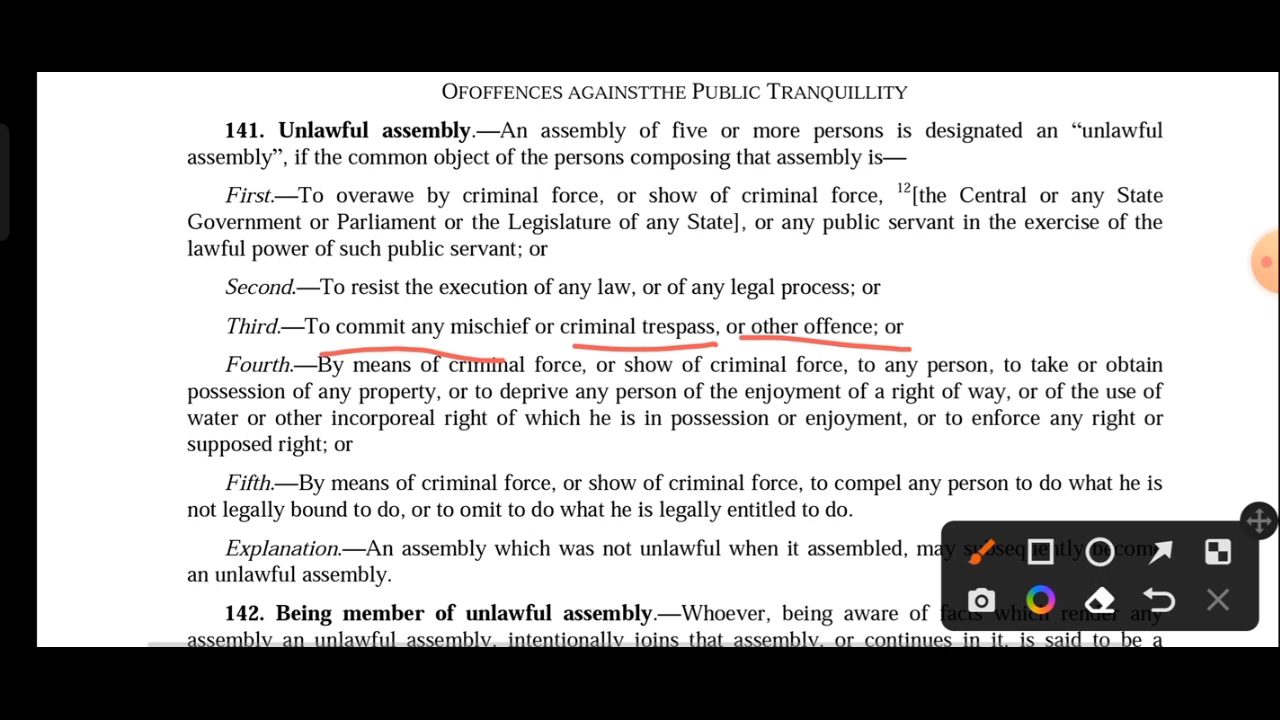 OFOFFENCES AGAINSTTHE PUBLIC TRANQUILLITY
141. Unlawful assembly.—An assembly of five or more persons is designated an “unlawful
assembly”, if the common object of the persons composing that assembly is—
First.—To overawe by criminal force, or show of criminal force, 12[the Central or any State
Government or Parliament or the Legislature of any State], or any public servant in the exercise of the
lawful power of such public servant; or
Second.—To resist the execution of any law, or of any legal process; or
Third.—To commit any mischief or criminal trespass, or other offence; or
Fourth.—By means of criminal force, or show of criminal force, to any person, to take or obtain
possession of any property, or to deprive any person of the enjoyment of a right of way, or of the use of
water or other incorporeal right of which he is in possession or enjoyment, or to enforce any right or
supposed right; or
Fifth.—By means of criminal force, or show of criminal force, to compel any person to do what he is
not legally bound to do, or to omit to do what he is legally entitled to do.
Explanation.—An assembly which was not unlawful when it assembled, may subsequently become
an unlawful assembly.
142. Being member of unlawful assembly.—Whoever, being aware of facts which render any
assembly an unlawful assembly, intentionally joins that assembly, or continues in it, is said to be a